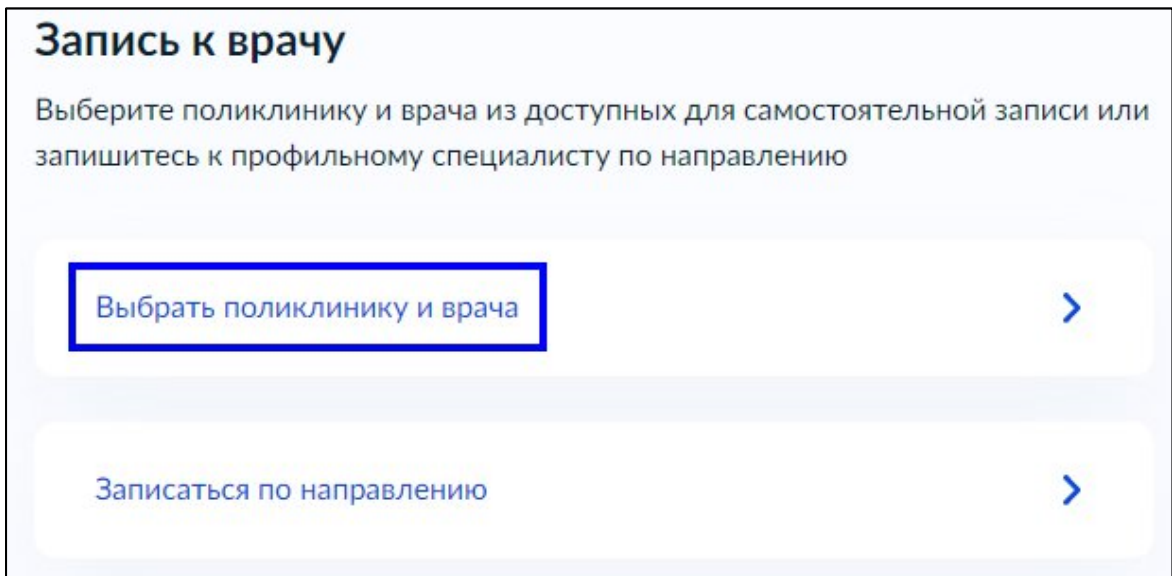 Запись к врачу
Выберите поликлинику и врача из доступных для самостоятельной записи или
запишитесь к профильному специалисту по направлению
Выбрать поликлинику и врача
Записаться по направлению